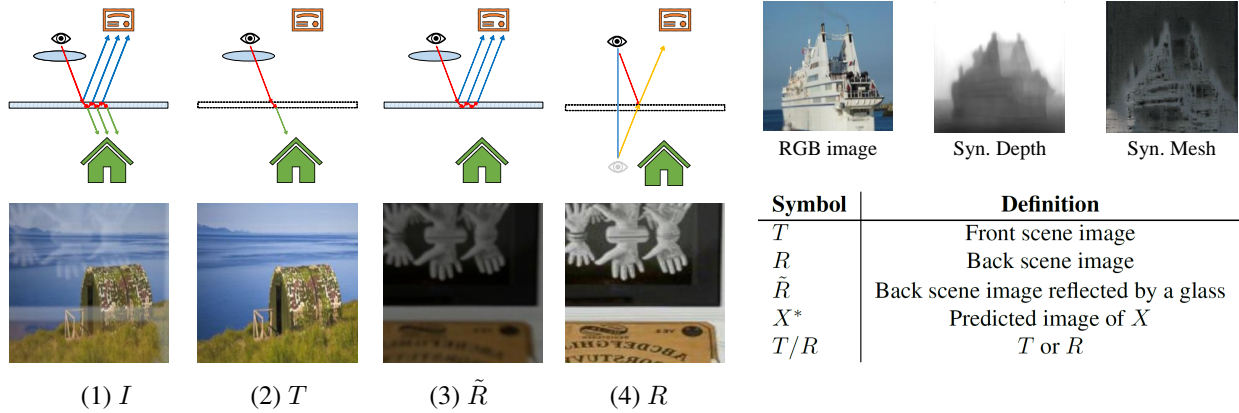 (1) I
(2) T
(3) R̃
(4) R
RGB image
Syn. Depth
Syn. Mesh
Symbol Definition
T Front scene image
R Back scene image
R̃ Back scene image reflected by a glass
X* Predicted image of X
T/R T or R